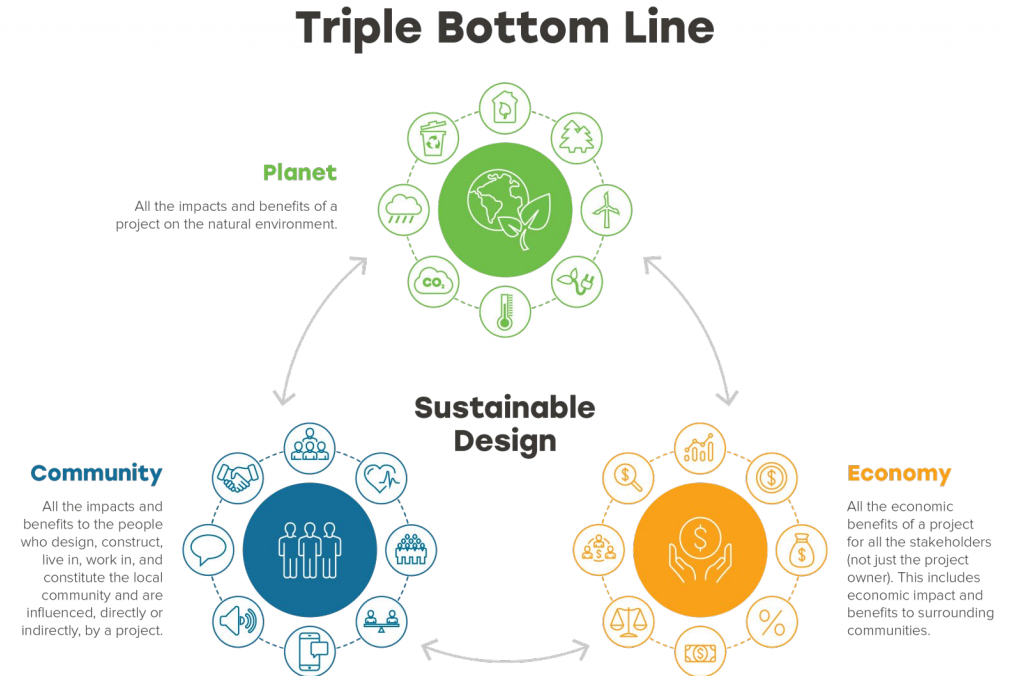 Triple Bottom Line
Planet
All the impacts and benefits of a
project on the natural environment.
CO₂
Sustainable
Design
Community
All the impacts and
benefits to the people
who design, construct,
live in, work in, and
constitute the local
community and are
influenced, directly or
indirectly, by a project.
$
$
$
$
$
%
$
Economy
All the economic
benefits of a project
for all the stakeholders
(not just the project
owner). This includes
economic impact and
benefits to surrounding
communities.